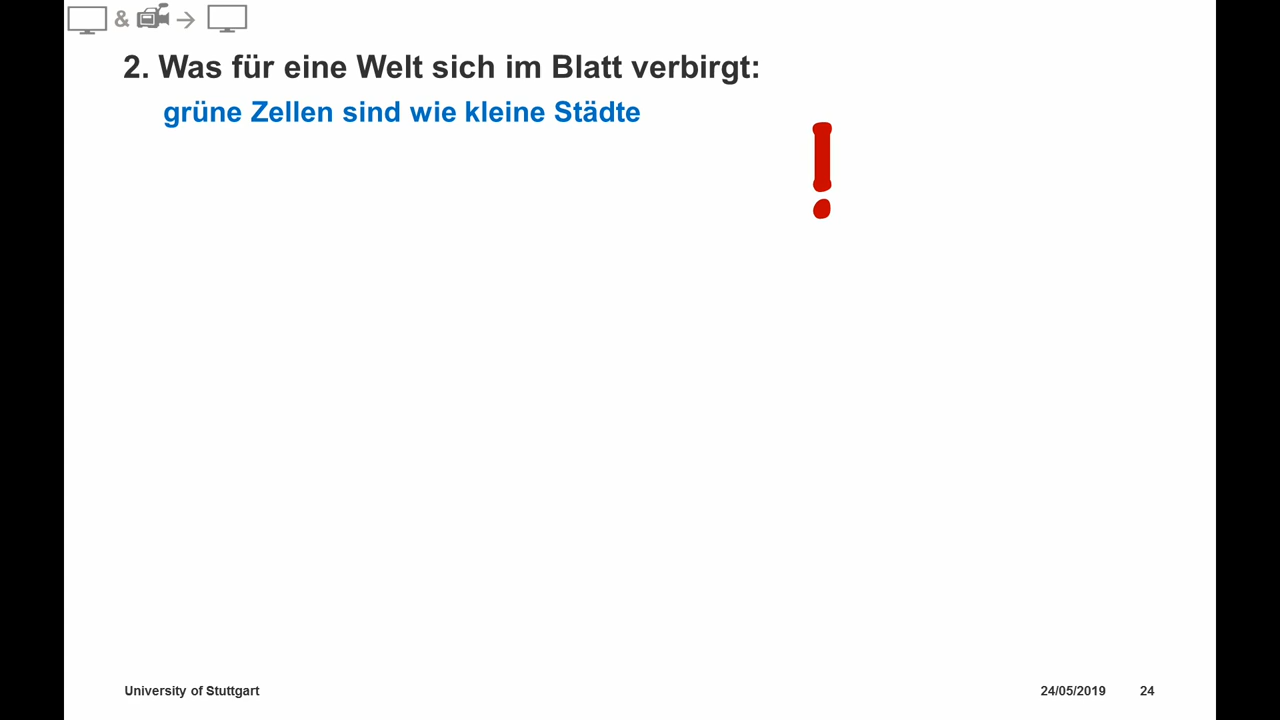 &
2. Was für eine Welt sich im Blatt verbirgt:
grüne Zellen sind wie kleine Städte
!
University of Stuttgart
24/05/2019
24